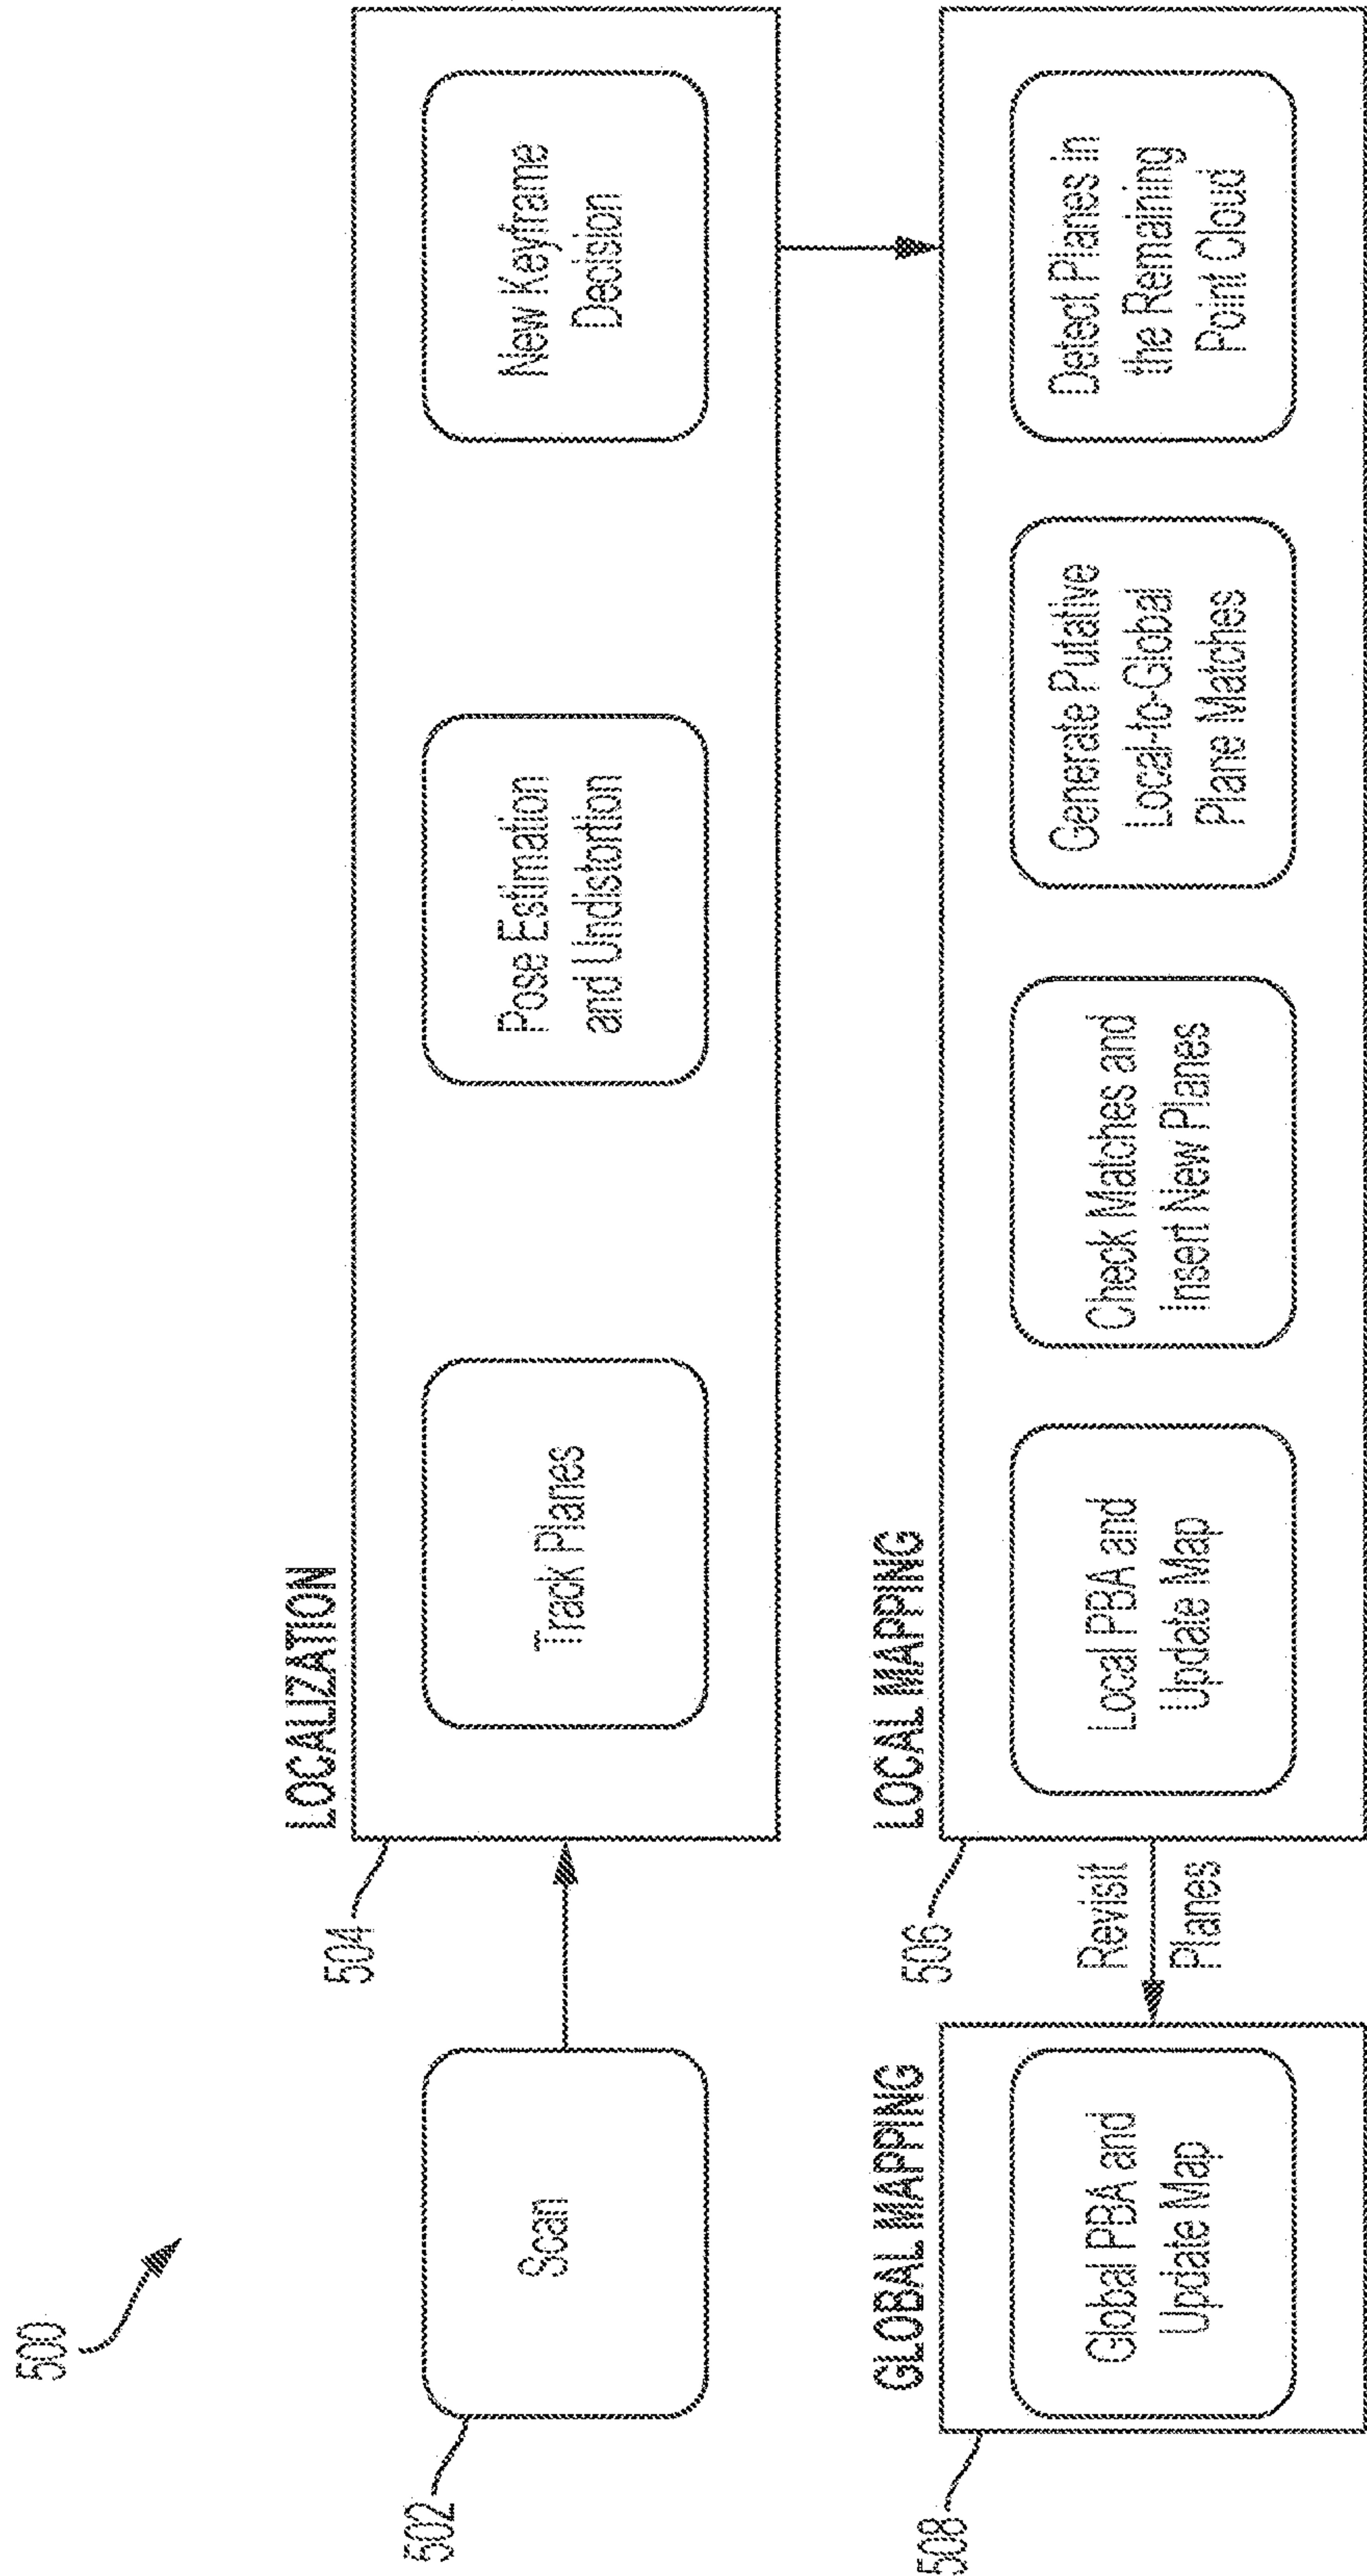 500
502
Scan
504
LOCALIZATION
Track Planes
Pose Estimation
and Undistortion
New Keyframe
Decision
508
GLOBAL MAPPING
Global PBA and
Update Map
Revisit
Planes
506
LOCAL MAPPING
Local PBA and
Update Map
Check Matches and
Insert New Planes
Generate Putative
Local-to-Global
Plane Matches
Detect Planes in
the Remaining
Point Cloud